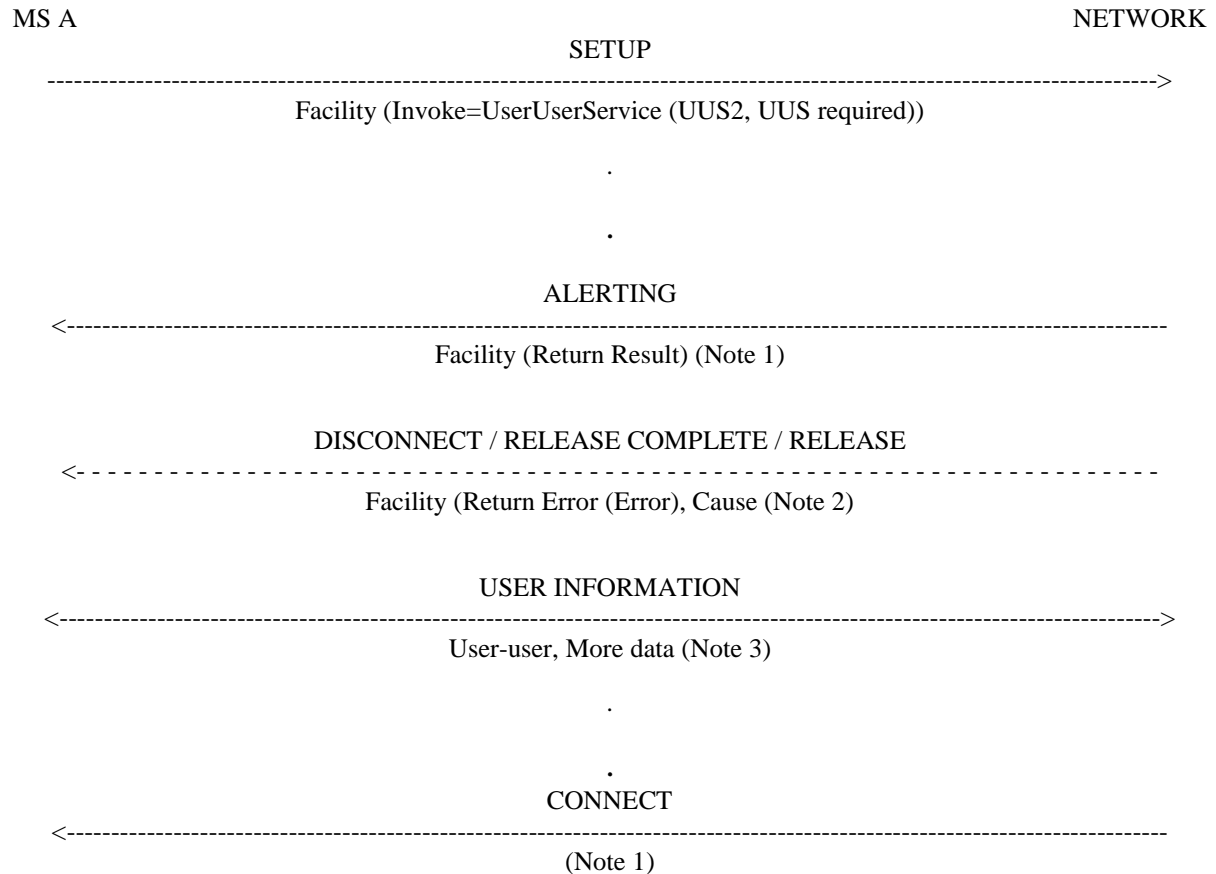 MS A NETWORK
SETUP
------------------------------------------------------------------------------------------------------------------------------>
Facility (Invoke=UserUserService (UUS2, UUS required))
.
.
ALERTING
<-----------------------------------------------------------------------------------------------------------------------------
Facility (Return Result) (Note 1)
DISCONNECT / RELEASE COMPLETE / RELEASE
<- - - - - - - - - - - - - - - - - - - - - - - - - - - - - - - - - - - - - - - - - - - - - - - - - - - - - - - - - - - - - - - - - - - - - -
Facility (Return Error (Error), Cause (Note 2)
USER INFORMATION
<----------------------------------------------------------------------------------------------------------------------------->
User-user, More data (Note 3)
.
.
CONNECT
<-----------------------------------------------------------------------------------------------------------------------------
(Note 1)